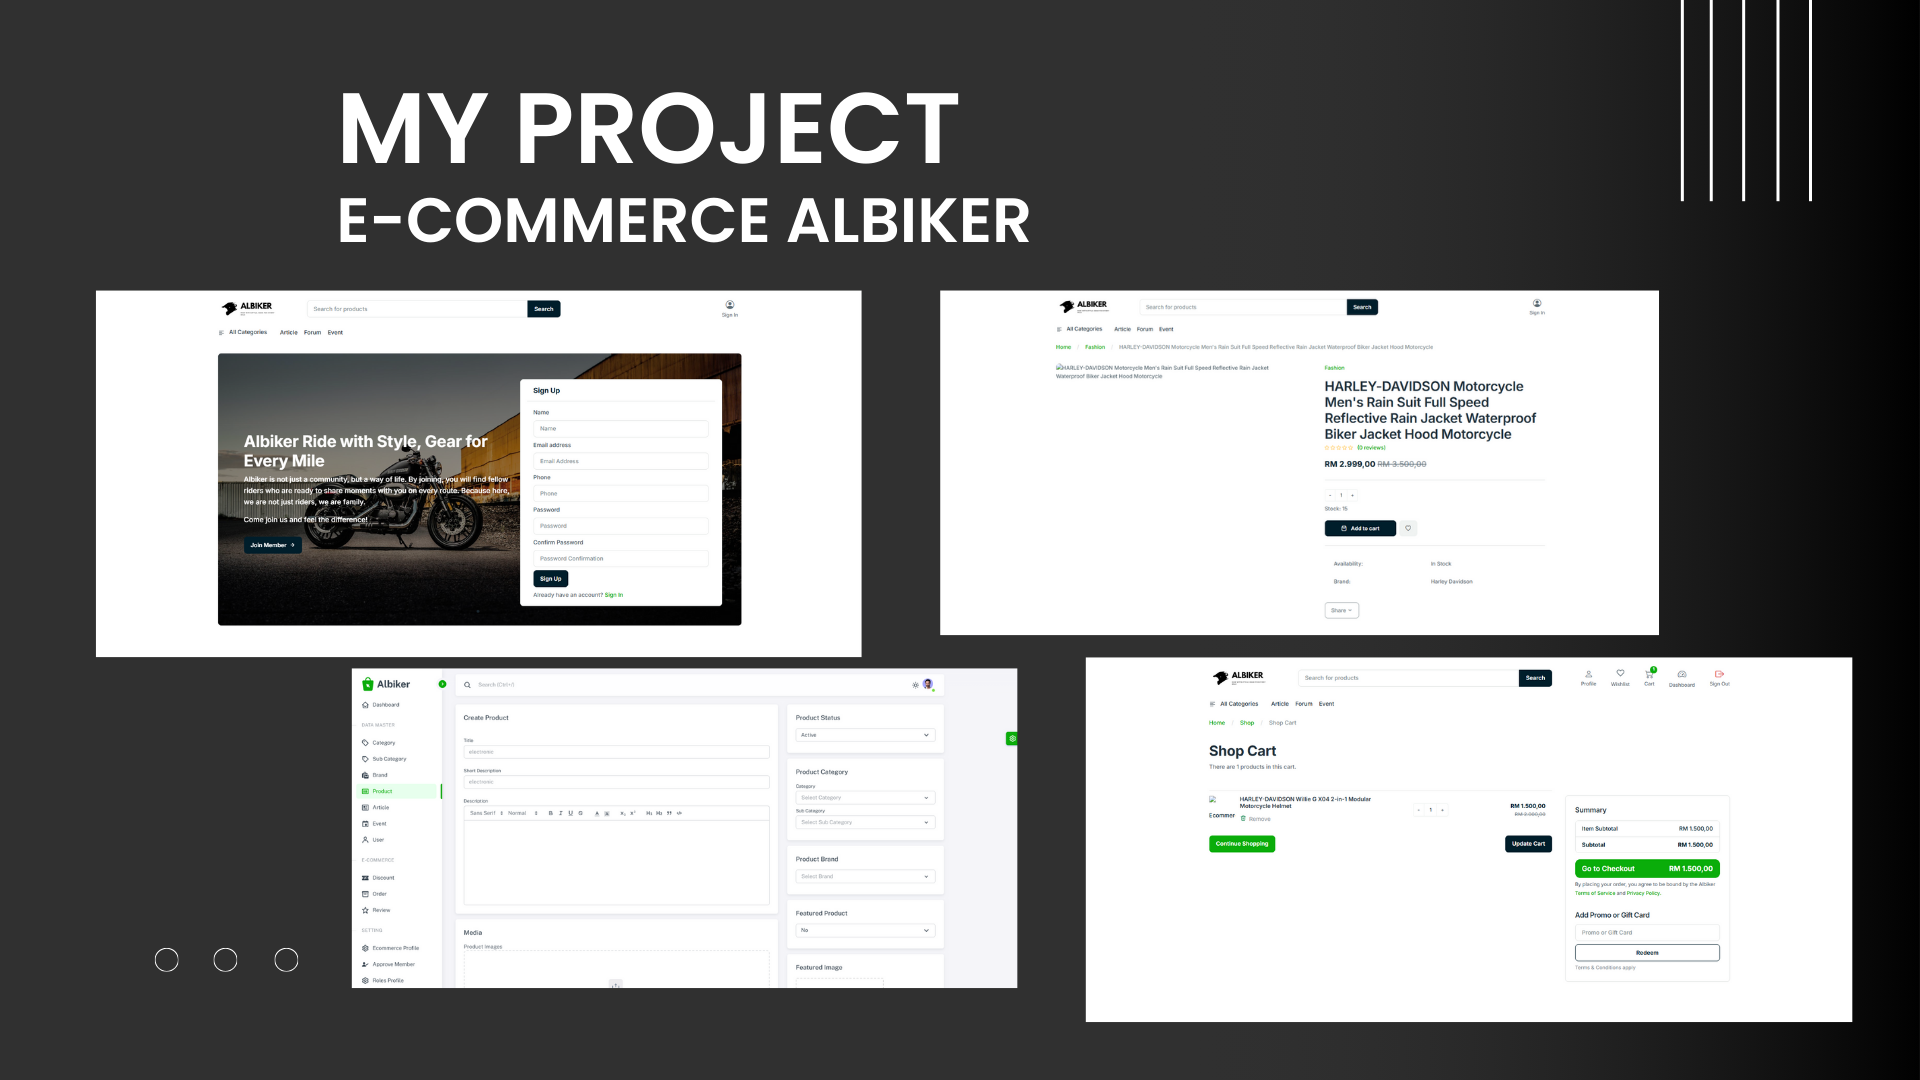 MY PROJECT
E-COMMERCE ALBIKER
ALBIKER
Search for products
Search
Sign In
All Categories
Article
Forum
Event
Albiker Ride with Style, Gear for
Every Mile
Albiker is not just a community, but a way of life. By joining, you will find fellow
riders who are ready to share moments with you on every route. Because here,
we are not just riders, we are family.
Come join us and feel the difference!
Join Member
Sign Up
Name
Name
Email address
Email Address
Phone
Phone
Password
Password
Confirm Password
Password Confirmation
Sign Up
Already have an account? Sign In
ALBIKER
Search for products
Search
Sign In
All Categories
Article
Forum
Event
Home / Fashion / HARLEY-DAVIDSON Motorcycle Men's Rain Suit Full Speed Reflective Rain Jacket Waterproof Biker Jacket Hood Motorcycle
HARLEY-DAVIDSON Motorcycle Men's Rain Suit Full Speed Reflective Rain Jacket
Waterproof Biker Jacket Hood Motorcycle
Fashion
HARLEY-DAVIDSON Motorcycle
Men's Rain Suit Full Speed
Reflective Rain Jacket Waterproof
Biker Jacket Hood Motorcycle
(0 reviews)
RM 2.999,00 RM 3.500,00
- 1 +
Stock: 15
Add to cart
Availability: In Stock
Brand: Harley Davidson
Share
Albiker
Dashboard
DATA MASTER
Category
Sub Category
Brand
Product
Article
Event
User
E-COMMERCE
Discount
Order
Review
SETTING
Ecommerce Profile
Approve Member
Roles Profile
Search (Ctrl+/)
Create Product
Title
electronic
Short Description
electronic
Description
Sans Serif
Normal
B I U S
Media
Product Images
Product Status
Active
Product Category
Category
Select Category
Sub Category
Select Sub Category
Product Brand
Select Brand
Featured Product
No
Featured Image
ALBIKER
Search for products
Search
Profile
Wishlist
Cart
Dashboard
Sign Out
All Categories
Article
Forum
Event
Home / Shop / Shop Cart
Shop Cart
There are 1 products in this cart.
Ecommer
HARLEY-DAVIDSON Willie G X04 2-in-1 Modular
Motorcycle Helmet
Remove
- 1 +
RM 1.500,00
RM 2.000,00
Continue Shopping
Update Cart
Summary
Item Subtotal RM 1.500,00
Subtotal RM 1.500,00
Go to Checkout RM 1.500,00
By placing your order, you agree to be bound by the Albiker
Terms of Service and Privacy Policy.
Add Promo or Gift Card
Promo or Gift Card
Redeem
Terms & Conditions apply